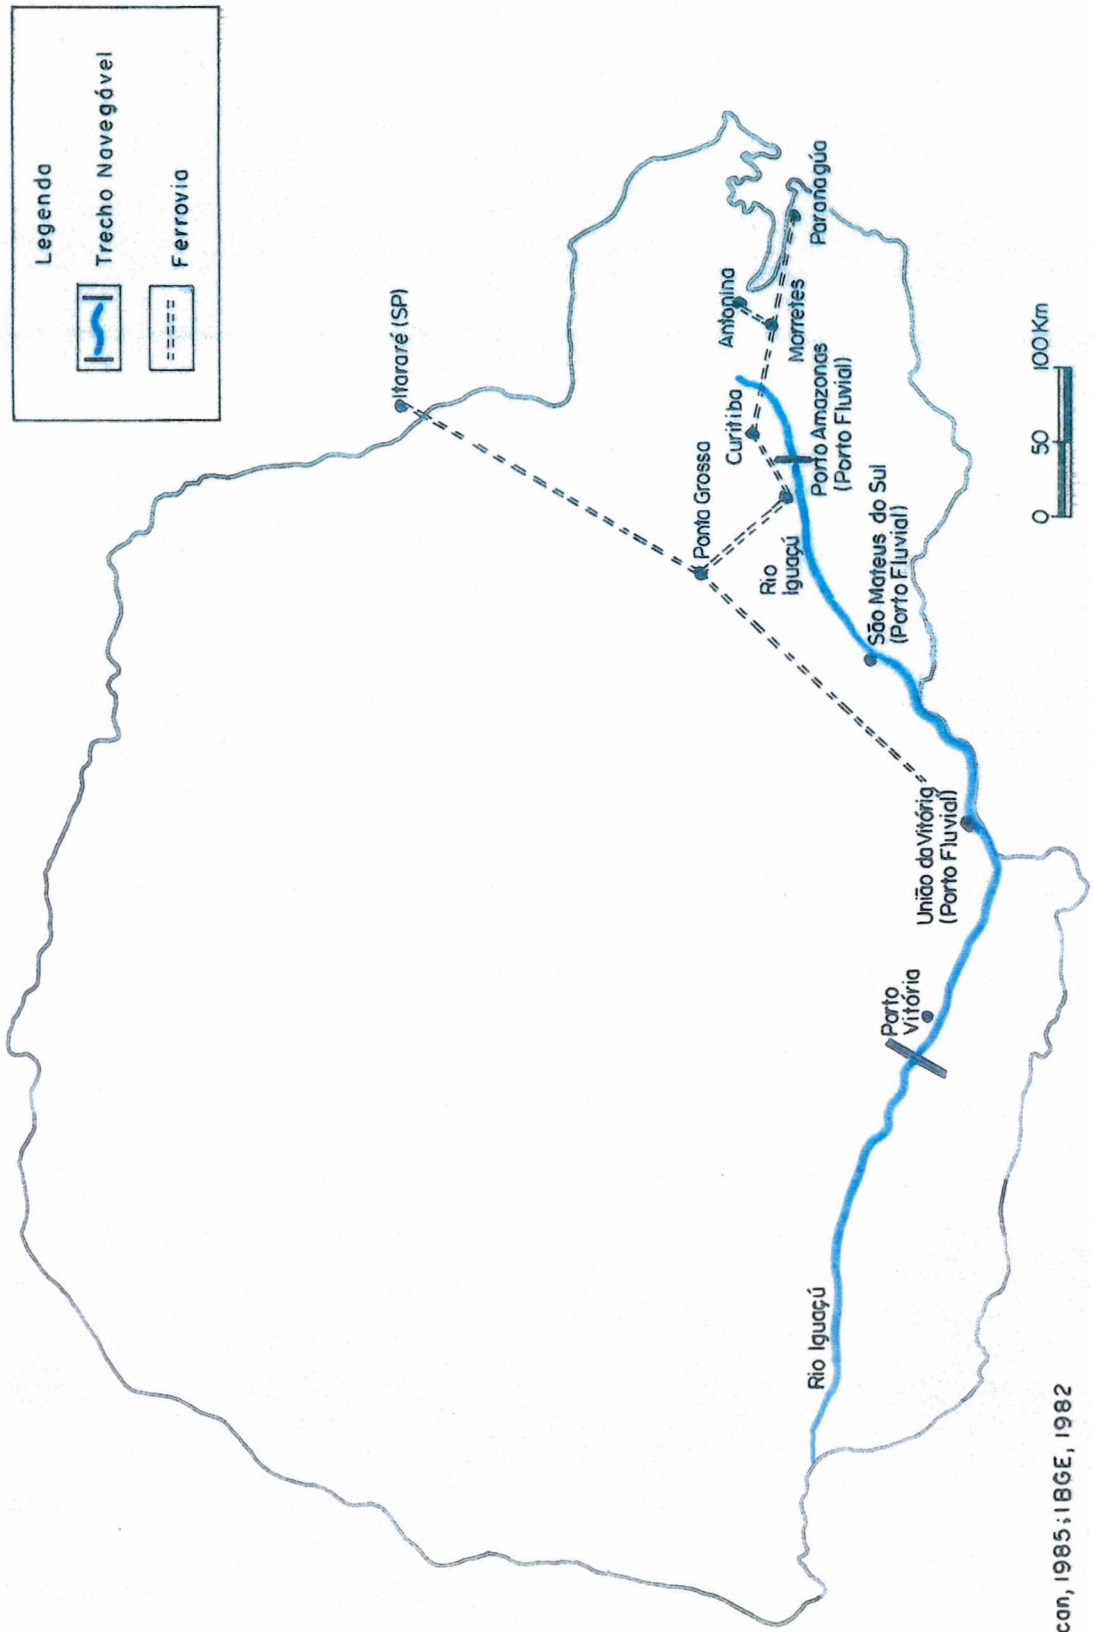 Legenda
Trecho Navegável
Ferrovia
Itararé (SP)
Antonina
Morretes
Paranaguá
Curitiba
Porto Amazonas
(Porto Fluvial)
Ponta Grossa
Rio
Iguaçú
São Mateus do Sul
(Porto Fluvial)
União da Vitória
(Porto Fluvial)
Porto
Vitória
Rio Iguaçú
0 50 100 Km
can, 1985; IBGE, 1982